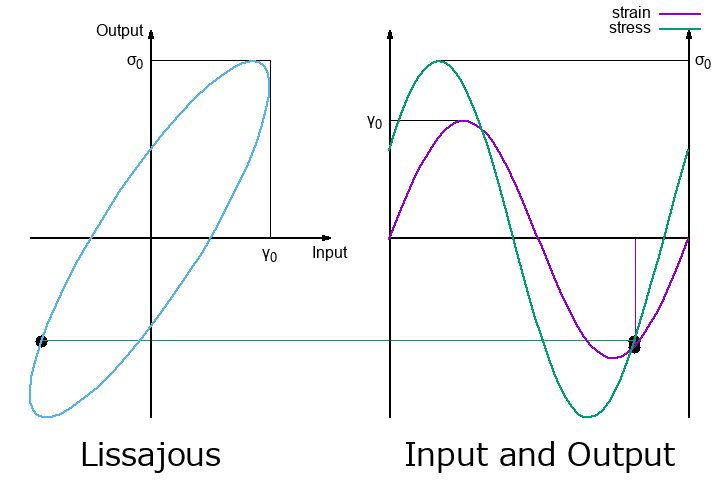 Output
σ0
γ0
Input
Lissajous
strain
stress
σ0
γ0
Input and Output